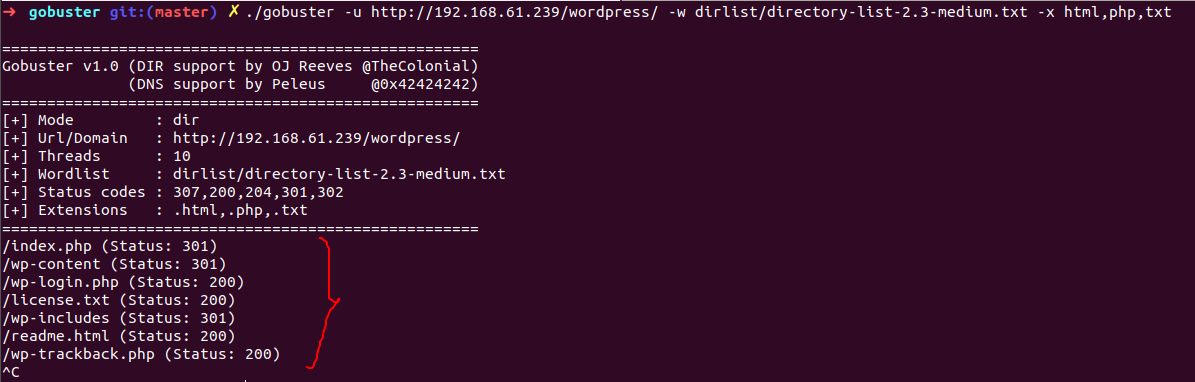 ➜ gobuster git:(master) ✗ ./gobuster -u http://192.168.61.239/wordpress/ -w dirlist/directory-list-2.3-medium.txt -x html,php,txt
=====================================================
Gobuster v1.0 (DIR support by OJ Reeves @TheColonial)
              (DNS support by Peleus     @0x42424242)
=====================================================
[+] Mode         : dir
[+] Url/Domain   : http://192.168.61.239/wordpress/
[+] Threads      : 10
[+] Wordlist     : dirlist/directory-list-2.3-medium.txt
[+] Status codes : 307,200,204,301,302
[+] Extensions   : .html,.php,.txt
=====================================================
/index.php (Status: 301)
/wp-content (Status: 301)
/wp-login.php (Status: 200)
/license.txt (Status: 200)
/wp-includes (Status: 301)
/readme.html (Status: 200)
/wp-trackback.php (Status: 200)
^C